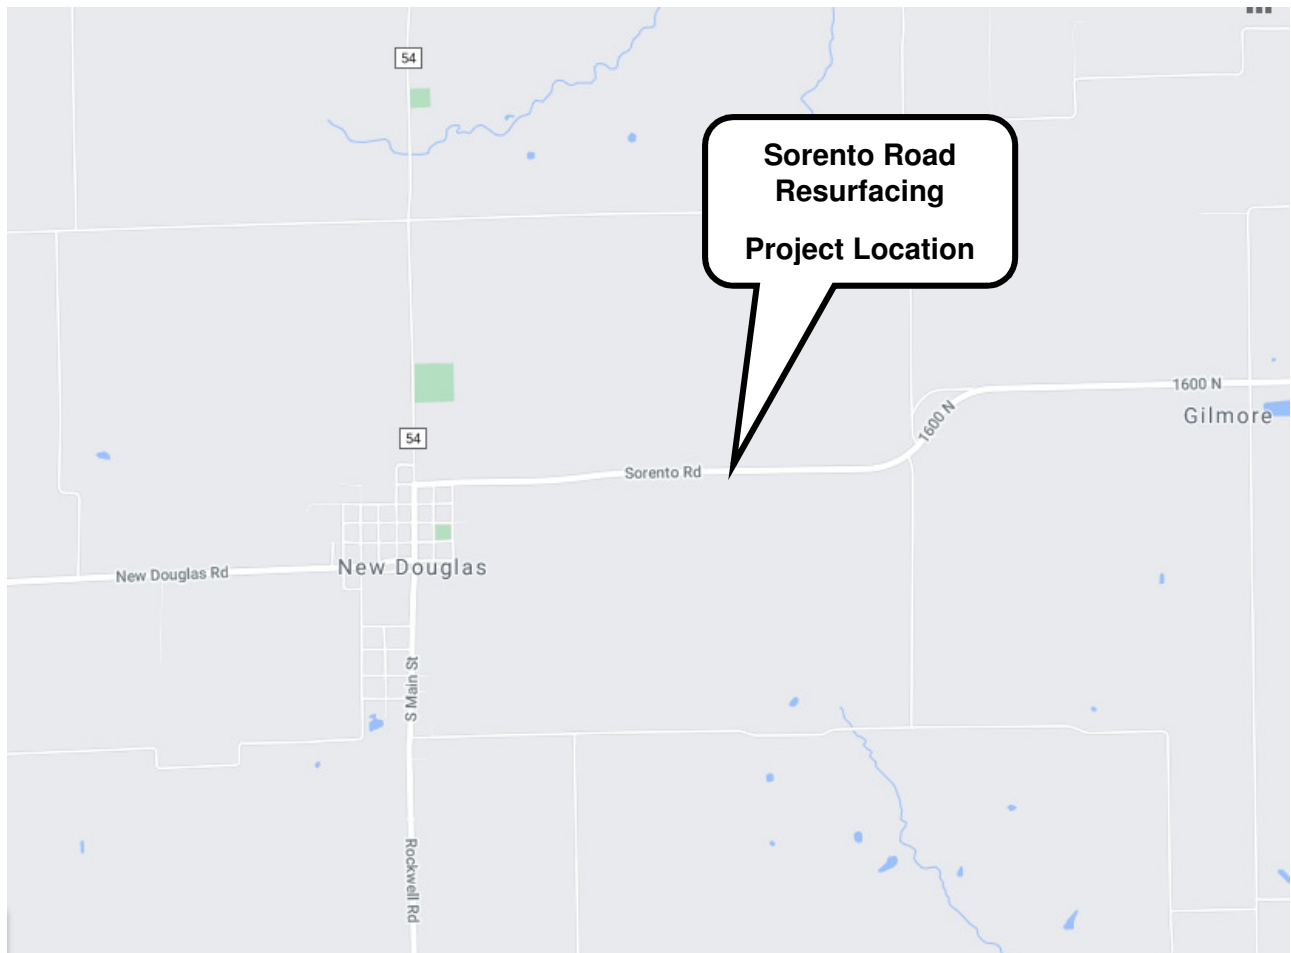 54
Sorento Road
Resurfacing
Project Location
1600 N
Gilmore
1600 N
54
Sorento Rd
New Douglas
New Douglas Rd
S Main St
Rockwell Rd